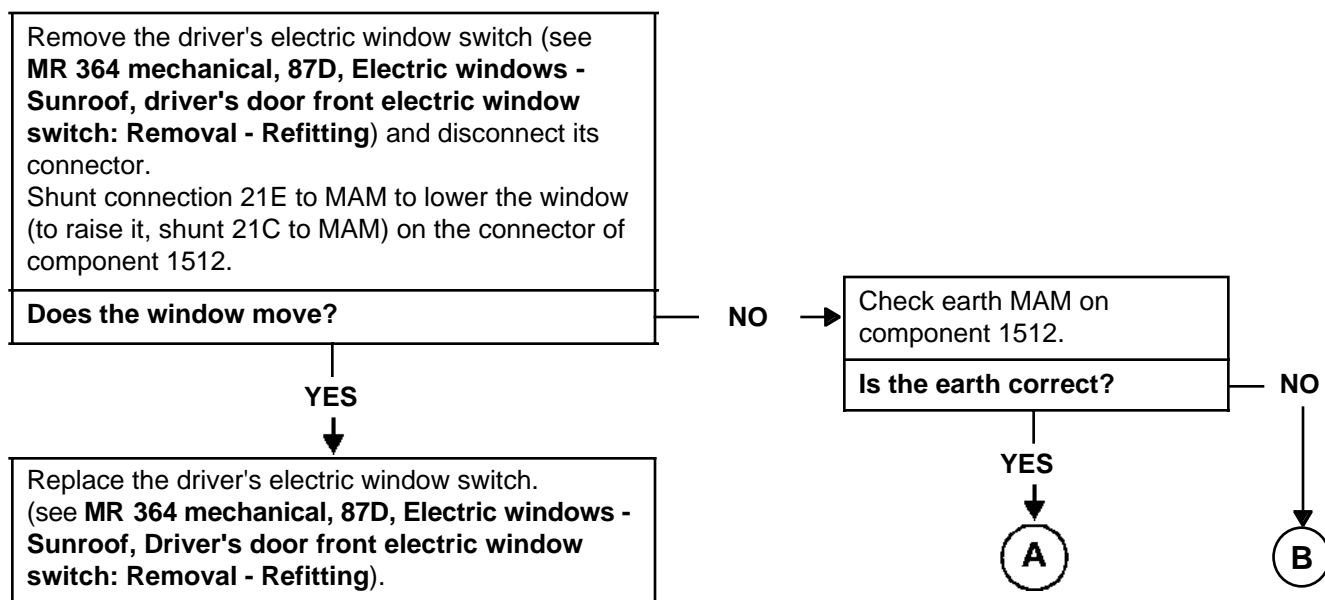 Remove the driver's electric window switch (see
MR 364 mechanical, 87D, Electric windows -
Sunroof, driver's door front electric window
switch: Removal - Refitting) and disconnect its
connector.
Shunt connection 21E to MAM to lower the window
(to raise it, shunt 21C to MAM) on the connector of
component 1512.
Does the window move?
NO
Check earth MAM on
component 1512.
Is the earth correct?
NO
YES
YES
Replace the driver's electric window switch.
(see MR 364 mechanical, 87D, Electric windows -
Sunroof, Driver's door front electric window
switch: Removal - Refitting).
A
B